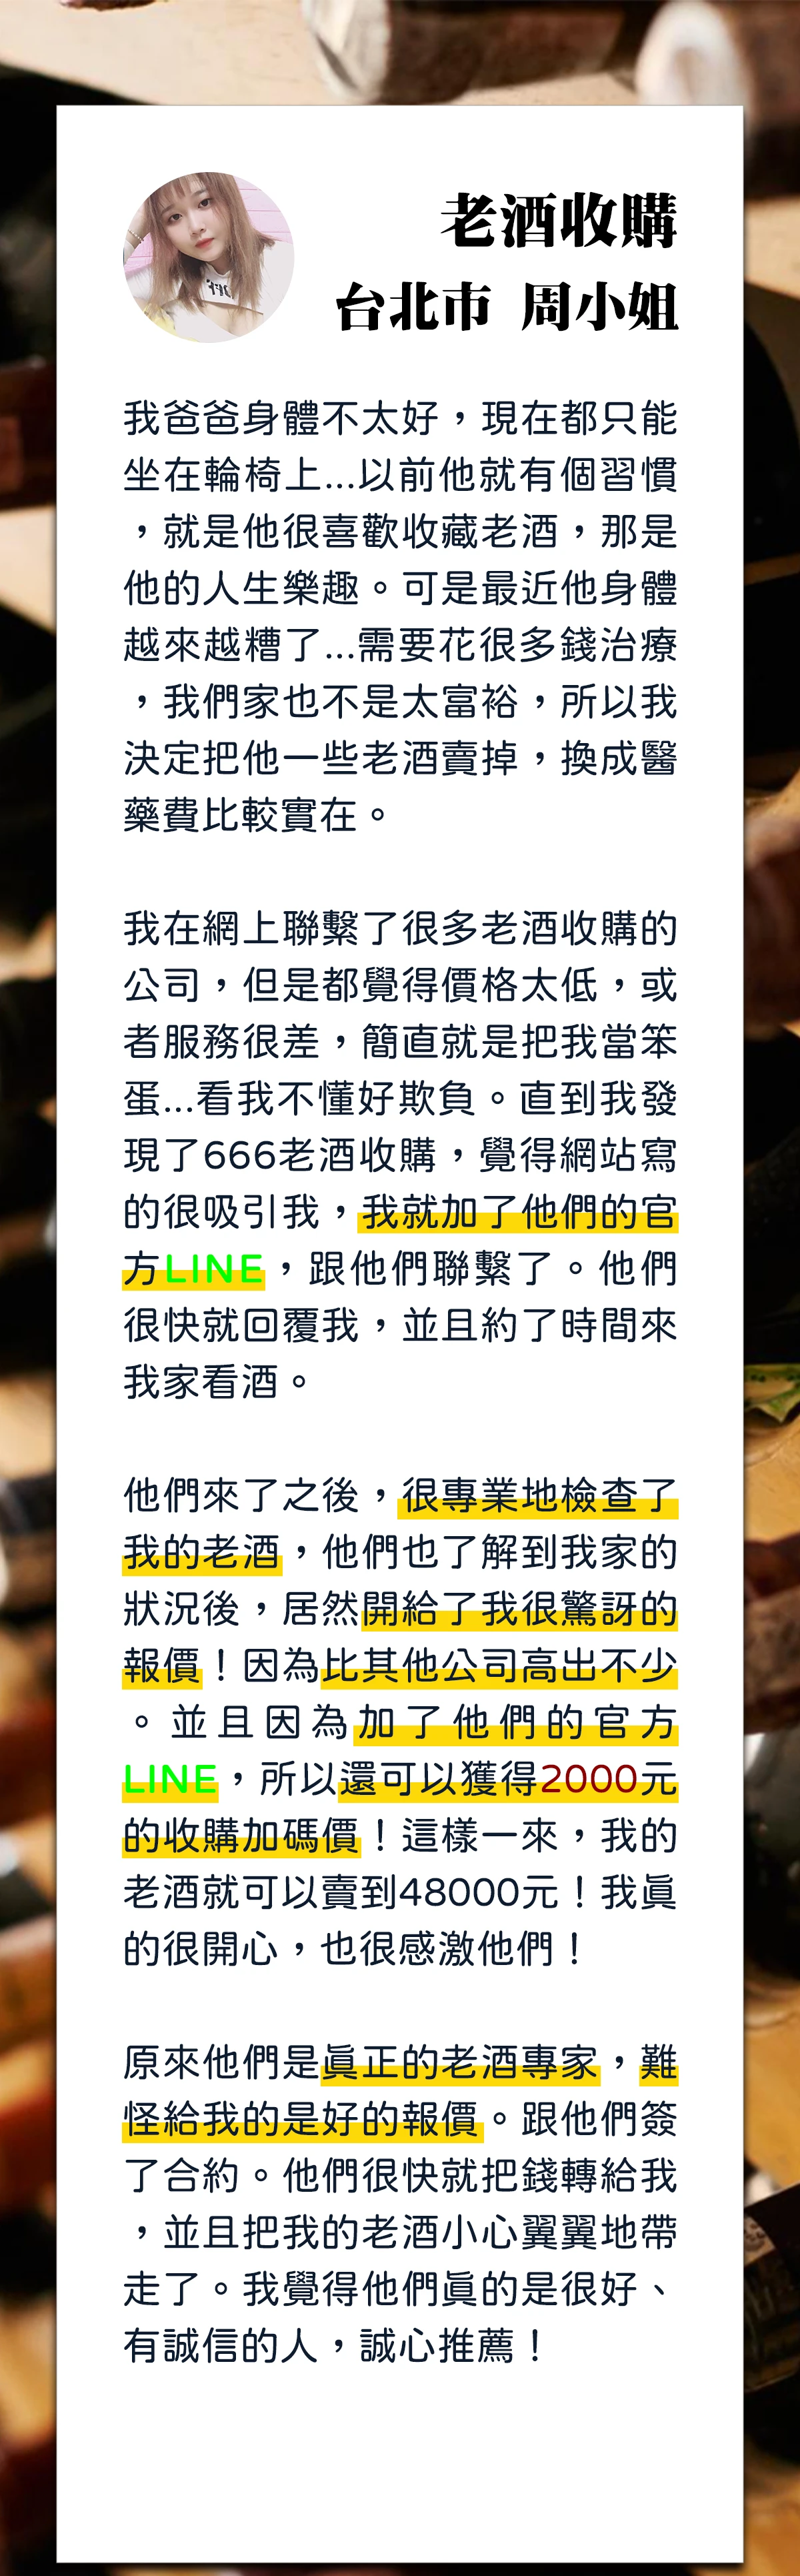 老酒收購
台北市 周小姐
我爸爸身體不太好，現在都只能
坐在輪椅上...以前他就有個習慣
，就是他很喜歡收藏老酒，那是
他的人生樂趣。可是最近他身體
越來越糟了...需要花很多錢治療
，我們家也不是太富裕，所以我
決定把他一些老酒賣掉，換成醫
藥費比較實在。
我在網上聯繫了很多老酒收購的
公司，但是都覺得價格太低，或
者服務很差，簡直就是把我當笨
蛋...看我不懂好欺負。直到我發
現了666老酒收購，覺得網站寫
的很吸引我，我就加了他們的官
方LINE，跟他們聯繫了。他們
很快就回覆我，並且約了時間來
我家看酒。
他們來了之後，很專業地檢查了
我的老酒，他們也了解到我家的
狀況後，居然開給了我很驚訝的
報價！因為比其他公司高出不少
。並且因為加了他們的官方
LINE，所以還可以獲得2000元
的收購加碼價！這樣一來，我的
老酒就可以賣到48000元！我真
的很開心，也很感激他們！
原來他們是真正的老酒專家，難
怪給我的是好的報價。跟他們簽
了合約。他們很快就把錢轉給我
，並且把我的老酒小心翼翼地帶
走了。我覺得他們真的是很好、
有誠信的人，誠心推薦！